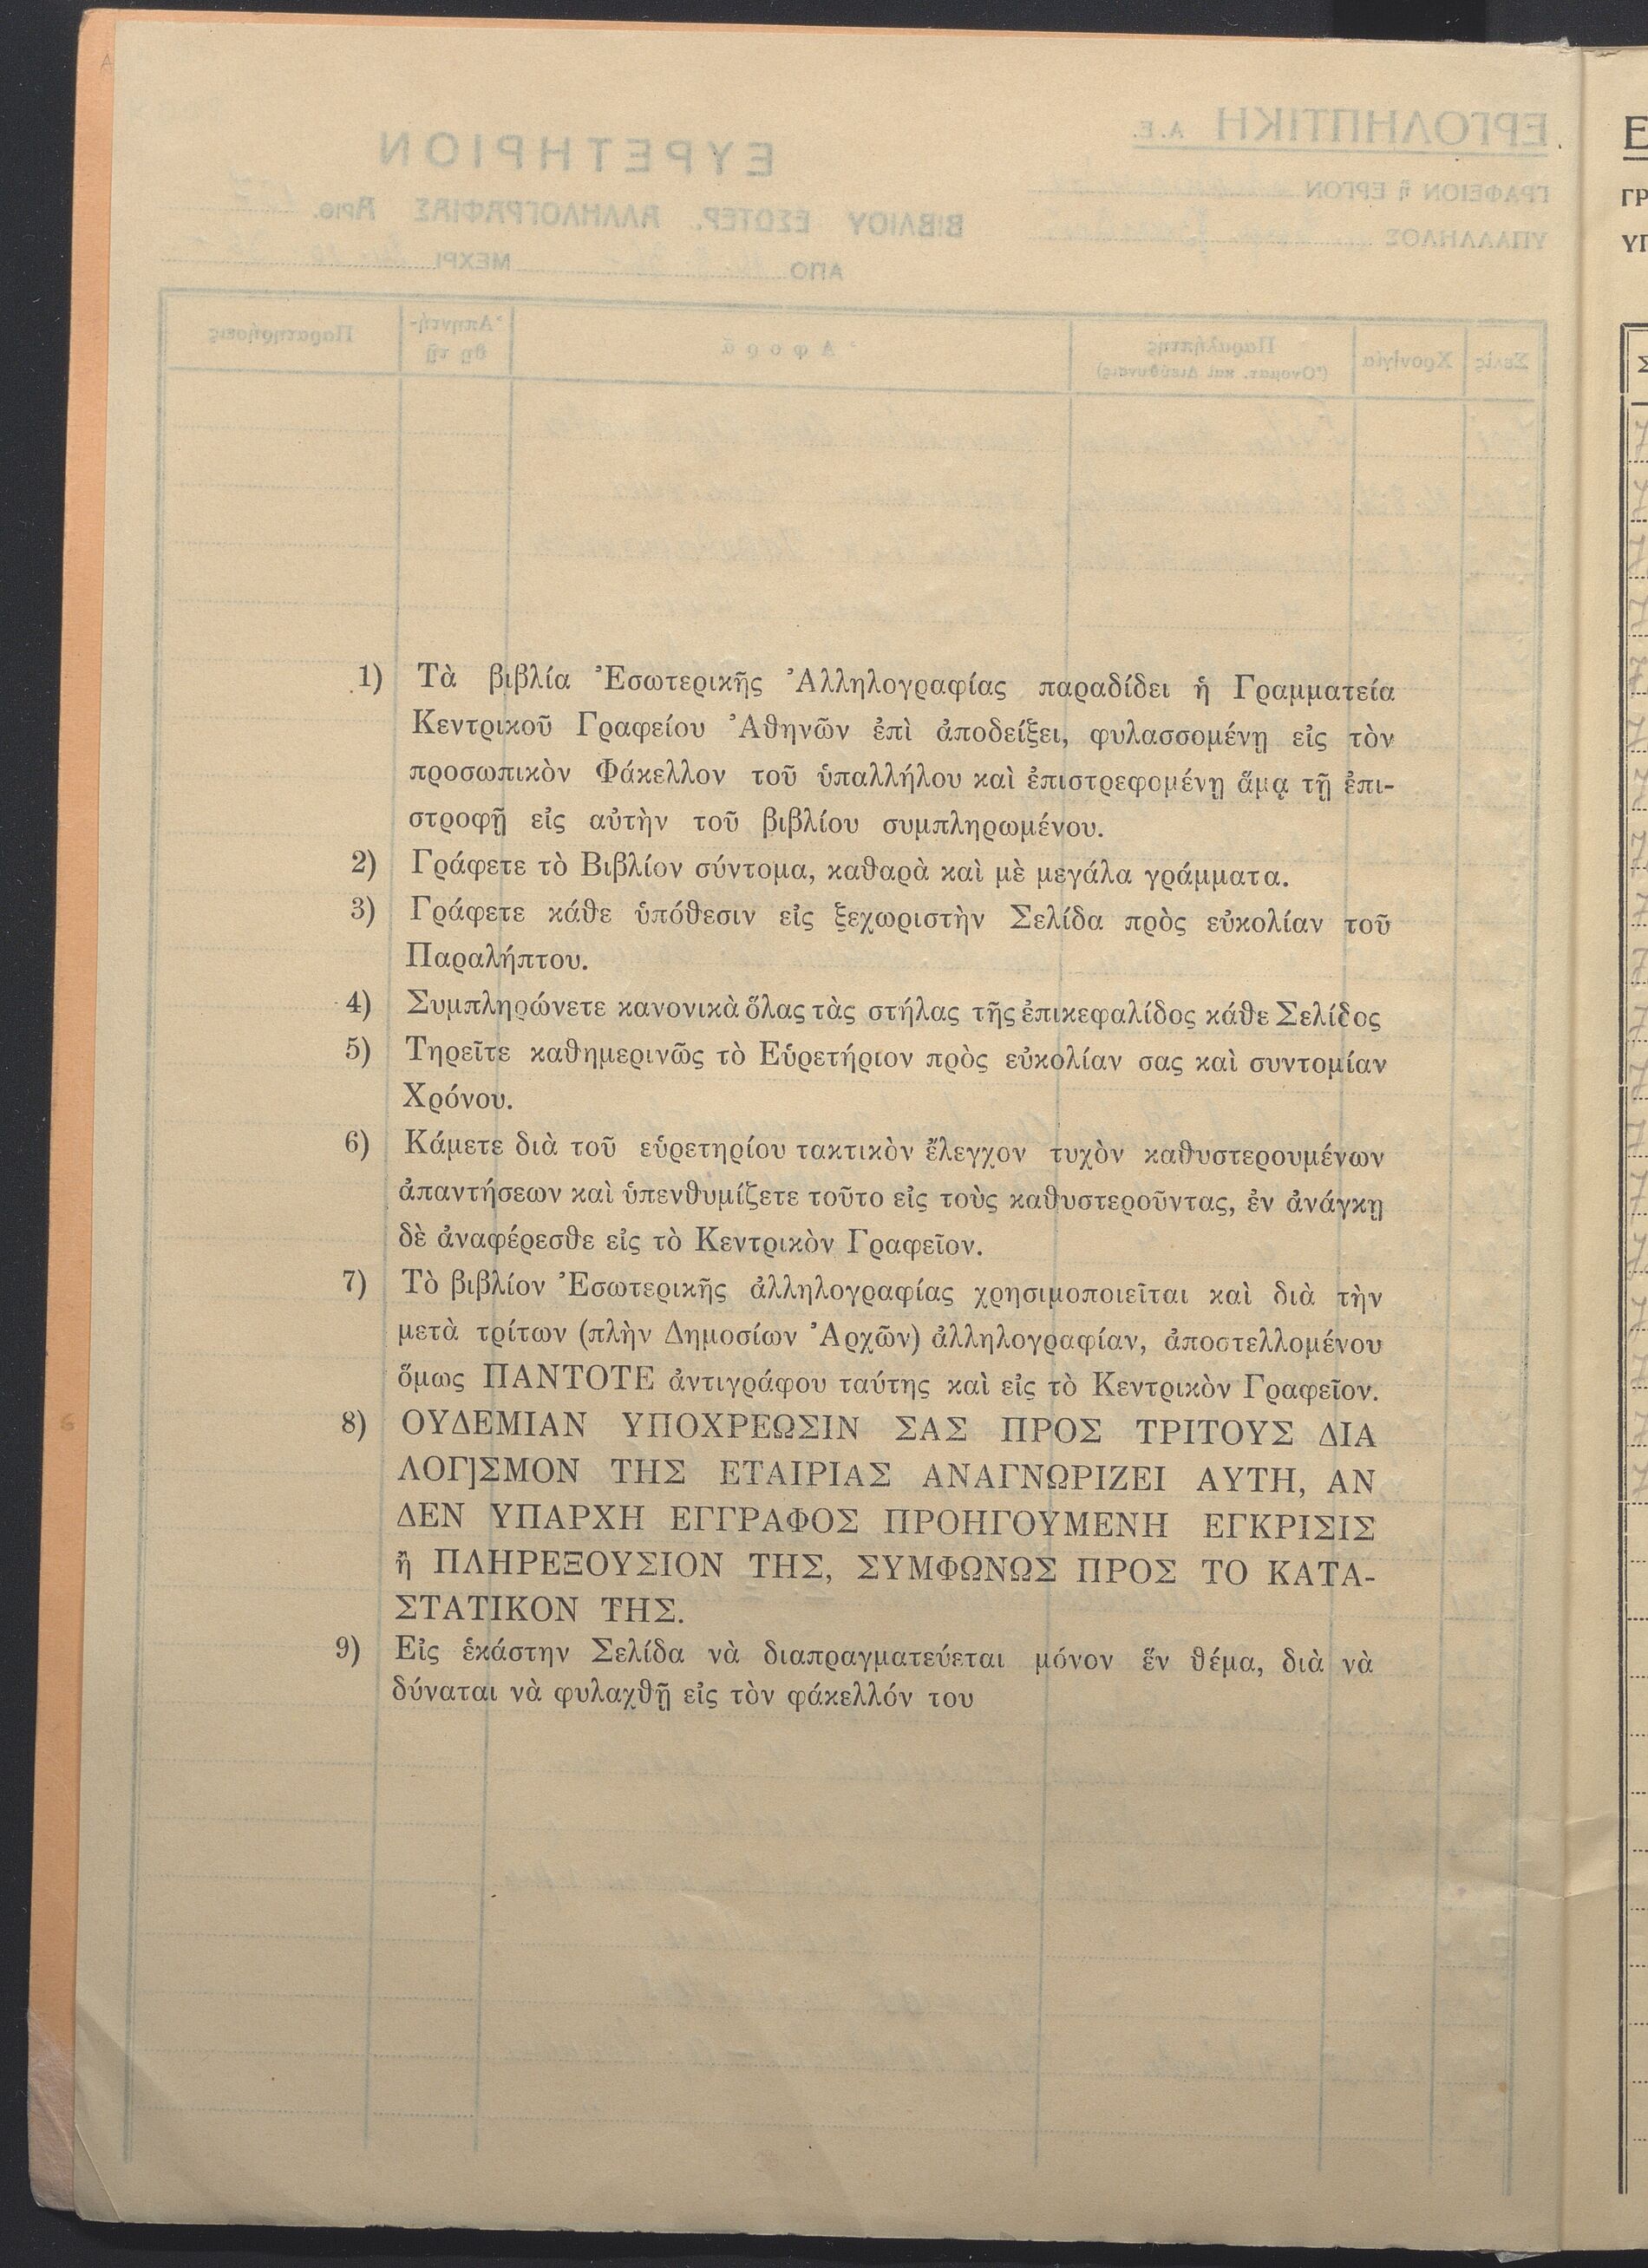 1) Τὰ βιβλία Ἐσωτερικῆς Ἀλληλογραφίας παραδίδει ἡ Γραμματεία
Κεντρικοῦ Γραφείου Ἀθηνῶν ἐπὶ ἀποδείξει, φυλασσομένῃ εἰς τὸν
προσωπικὸν Φάκελλον τοῦ ὑπαλλήλου καὶ ἐπιστρεφομένῃ ἅμᾳ τῇ ἐπι-
στροφῇ εἰς αὐτὴν τοῦ βιβλίου συμπληρωμένου.
2) Γράφετε τὸ Βιβλίον σύντομα, καθαρὰ καὶ μὲ μεγάλα γράμματα.
3) Γράφετε κάθε ὑπόθεσιν εἰς ξεχωριστὴν Σελίδα πρὸς εὐκολίαν τοῦ
Παραλήπτου.
4) Συμπληρώνετε κανονικὰ ὅλας τὰς στήλας τῆς ἐπικεφαλίδος κάθε Σελίδος
5) Τηρεῖτε καθημερινῶς τὸ Εὑρετήριον πρὸς εὐκολίαν σας καὶ συντομίαν
Χρόνου.
6) Κάμετε διὰ τοῦ εὑρετηρίου τακτικὸν ἔλεγχον τυχὸν καθυστερουμένων
ἀπαντήσεων καὶ ὑπενθυμίζετε τοῦτο εἰς τοὺς καθυστεροῦντας, ἐν ἀνάγκῃ
δὲ ἀναφέρεσθε εἰς τὸ Κεντρικὸν Γραφεῖον.
7) Τὸ βιβλίον Ἐσωτερικῆς ἀλληλογραφίας χρησιμοποιεῖται καὶ διὰ τὴν
μετὰ τρίτων (πλὴν Δημοσίων Ἀρχῶν) ἀλληλογραφίαν, ἀποστελλομένου
ὅμως ΠΑΝΤΟΤΕ ἀντιγράφου ταύτης καὶ εἰς τὸ Κεντρικὸν Γραφεῖον.
8) ΟΥΔΕΜΙΑΝ ΥΠΟΧΡΕΩΣΙΝ ΣΑΣ ΠΡΟΣ ΤΡΙΤΟΥΣ ΔΙΑ
ΛΟΓ]ΣΜΟΝ ΤΗΣ ΕΤΑΙΡΙΑΣ ΑΝΑΓΝΩΡΙΖΕΙ ΑΥΤΗ, ΑΝ
ΔΕΝ ΥΠΑΡΧΗ ΕΓΓΡΑΦΟΣ ΠΡΟΗΓΟΥΜΕΝΗ ΕΓΚΡΙΣΙΣ
ἢ ΠΛΗΡΕΞΟΥΣΙΟΝ ΤΗΣ, ΣΥΜΦΩΝΩΣ ΠΡΟΣ ΤΟ ΚΑΤΑ-
ΣΤΑΤΙΚΟΝ ΤΗΣ.
9) Εἰς ἑκάστην Σελίδα νὰ διαπραγματεύεται μόνον ἕν θέμα, διὰ νὰ
δύναται νὰ φυλαχθῇ εἰς τὸν φάκελλόν του